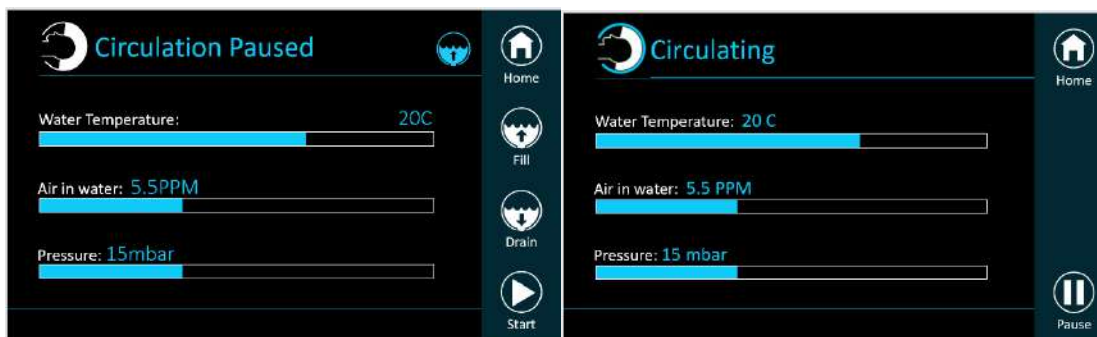 Circulation Paused
Home
Water Temperature: 20C
Fill
Air in water: 5.5PPM
Drain
Pressure: 15mbar
Start
Circulating
Home
Water Temperature: 20 C
Air in water: 5.5 PPM
Pressure: 15 mbar
Pause